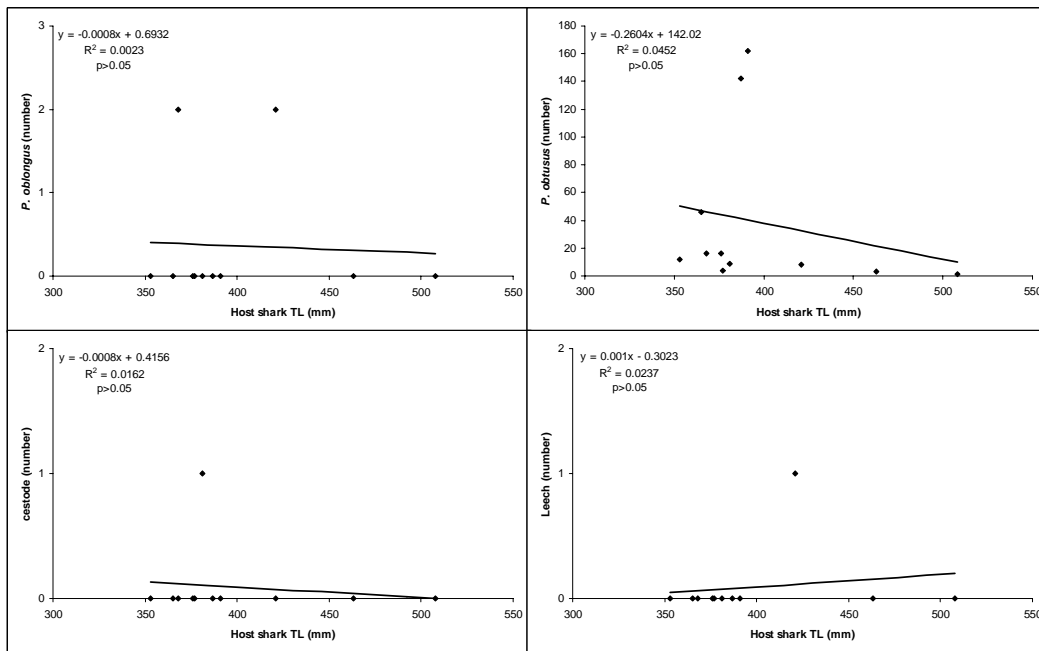 y = -0.0008x + 0.6932
R² = 0.0023
p>0.05
P. oblongus (number)
3
2
1
0
300 350 400 450 500 550
Host shark TL (mm)
y = -0.2604x + 142.02
R² = 0.0452
p>0.05
P. obtusus (number)
180
160
140
120
100
80
60
40
20
0
300 350 400 450 500 550
Host shark TL (mm)
y = -0.0008x + 0.4156
R² = 0.0162
p>0.05
cestode (number)
2
1
0
300 350 400 450 500 550
Host shark TL (mm)
y = 0.001x - 0.3023
R² = 0.0237
p>0.05
Leech (number)
2
1
0
300 350 400 450 500 550
Host shark TL (mm)